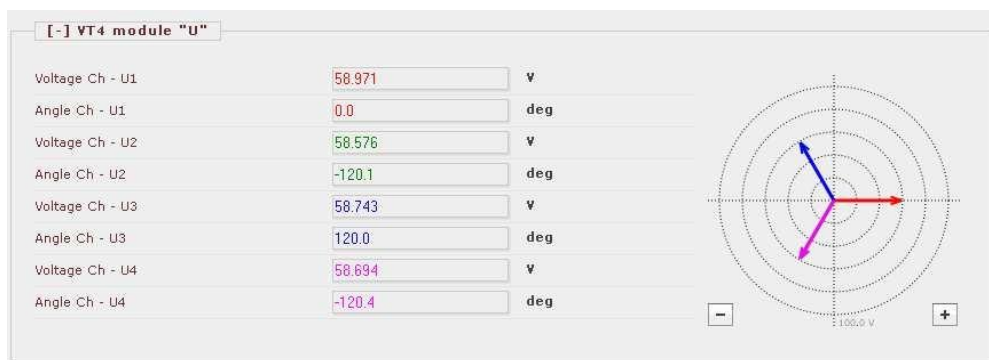 [-] VT4 module "U"
Voltage Ch - U1 58.971 V
Angle Ch - U1 0.0 deg
Voltage Ch - U2 58.576 V
Angle Ch - U2 -120.1 deg
Voltage Ch - U3 58.743 V
Angle Ch - U3 120.0 deg
Voltage Ch - U4 58.694 V
Angle Ch - U4 -120.4 deg
- +
100.0 V